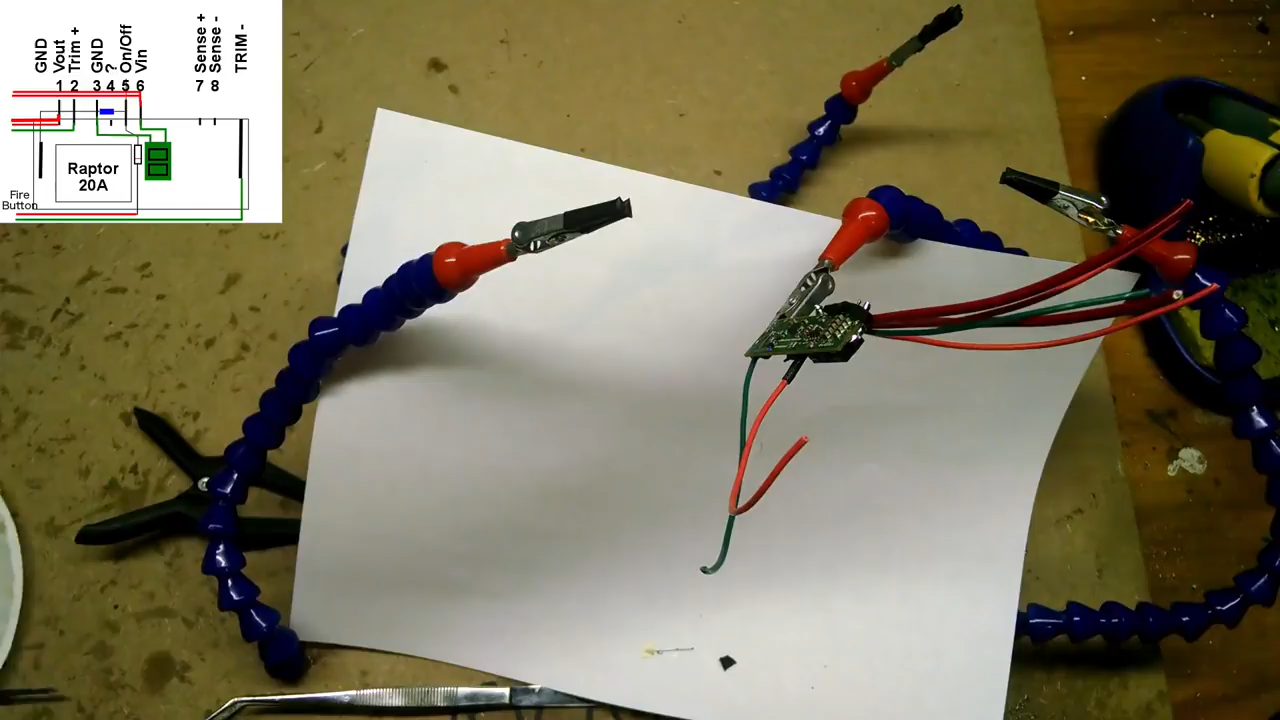 GND
Vout
Trim +
GND
?
On/Off
Vin
Sense +
Sense -
TRIM -
1 2 3 4 5 6 7 8
Raptor
20A
Fire
Button